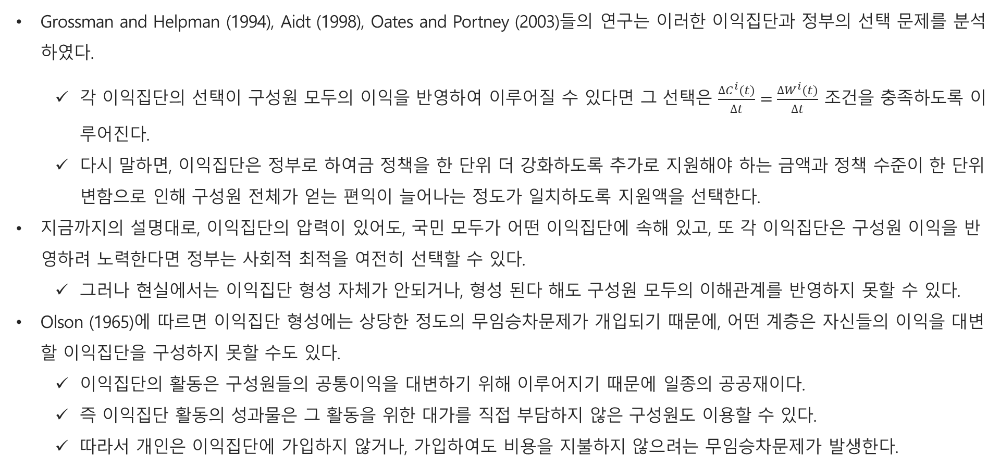 • Grossman and Helpman (1994), Aidt (1998), Oates and Portney (2003)들의 연구는 이러한 이익집단과 정부의 선택 문제를 분석
하였다.
✓ 각 이익집단의 선택이 구성원 모두의 이익을 반영하여 이루어질 수 있다면 그 선택은 ΔCⁱ(t)/Δt = ΔWⁱ(t)/Δt 조건을 충족하도록 이
루어진다.
✓ 다시 말하면, 이익집단은 정부로 하여금 정책을 한 단위 더 강화하도록 추가로 지원해야 하는 금액과 정책 수준이 한 단위
변함으로 인해 구성원 전체가 얻는 편익이 늘어나는 정도가 일치하도록 지원액을 선택한다.
• 지금까지의 설명대로, 이익집단의 압력이 있어도, 국민 모두가 어떤 이익집단에 속해 있고, 또 각 이익집단은 구성원 이익을 반
영하려 노력한다면 정부는 사회적 최적을 여전히 선택할 수 있다.
✓ 그러나 현실에서는 이익집단 형성 자체가 안되거나, 형성 된다 해도 구성원 모두의 이해관계를 반영하지 못할 수 있다.
• Olson (1965)에 따르면 이익집단 형성에는 상당한 정도의 무임승차문제가 개입되기 때문에, 어떤 계층은 자신들의 이익을 대변
할 이익집단을 구성하지 못할 수도 있다.
✓ 이익집단의 활동은 구성원들의 공통이익을 대변하기 위해 이루어지기 때문에 일종의 공공재이다.
✓ 즉 이익집단 활동의 성과물은 그 활동을 위한 대가를 직접 부담하지 않은 구성원도 이용할 수 있다.
✓ 따라서 개인은 이익집단에 가입하지 않거나, 가입하여도 비용을 지불하지 않으려는 무임승차문제가 발생한다.